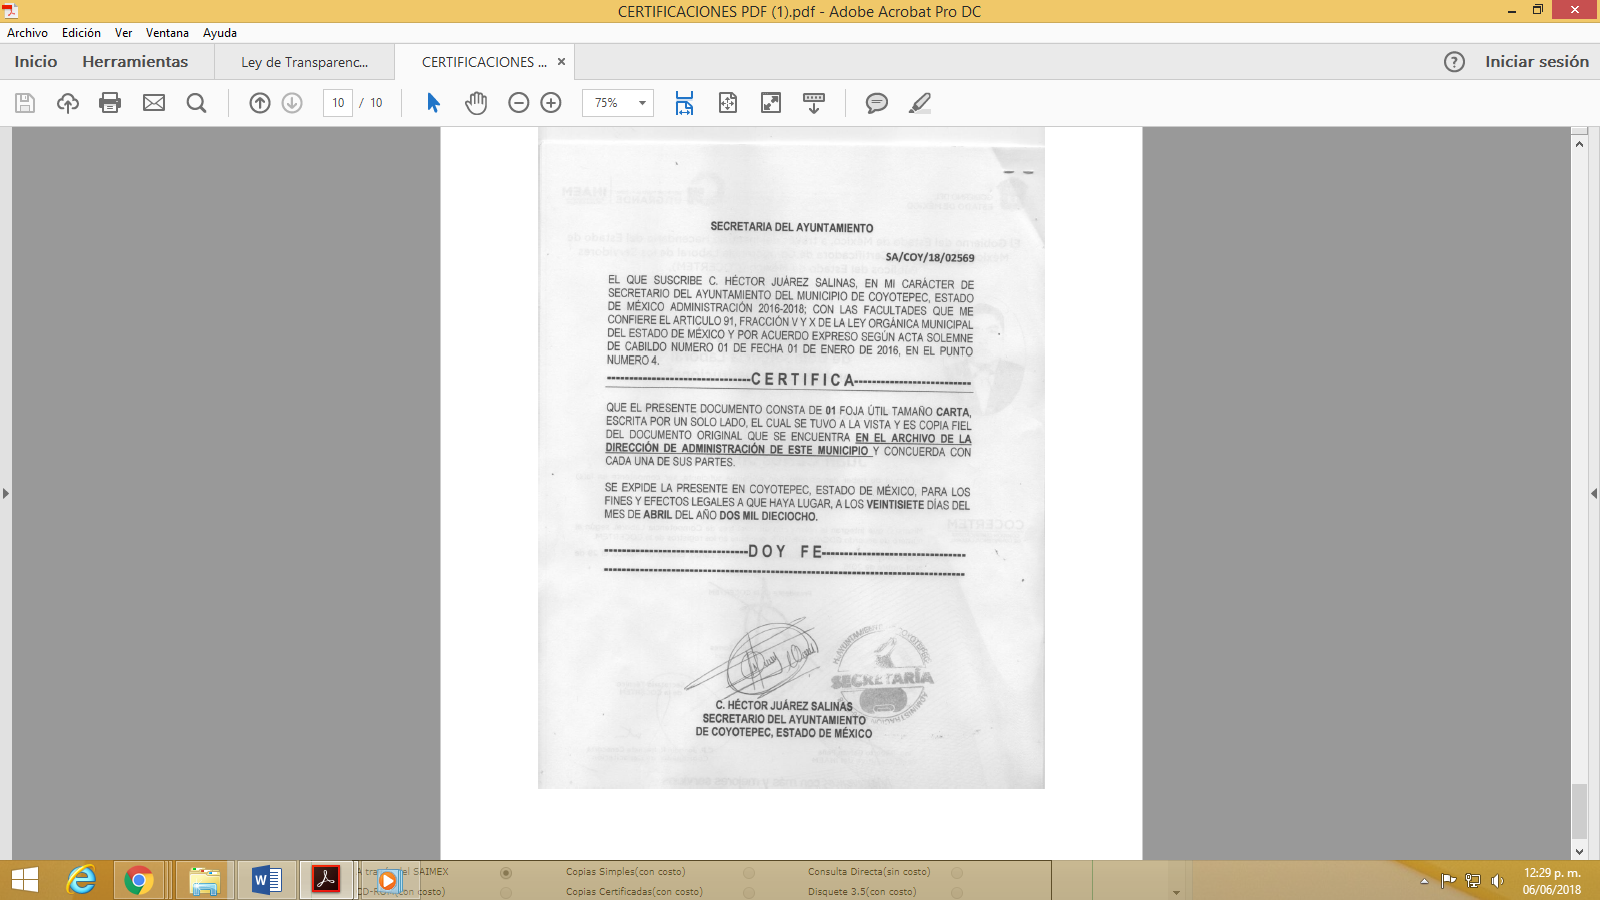 CERTIFICACIONES PDF (1).pdf - Adobe Acrobat Pro DC
Archivo Edición Ver Ventana Ayuda
Inicio Herramientas Ley de Transparenc... CERTIFICACIONES ... × ? Iniciar sesión
10 / 10 75%
SECRETARIA DEL AYUNTAMIENTO
SA/COY/18/02569
EL QUE SUSCRIBE C. HÉCTOR JUÁREZ SALINAS, EN MI CARÁCTER DE
SECRETARIO DEL AYUNTAMIENTO DEL MUNICIPIO DE COYOTEPEC, ESTADO
DE MÉXICO ADMINISTRACIÓN 2016-2018; CON LAS FACULTADES QUE ME
CONFIERE EL ARTICULO 91, FRACCIÓN V Y X DE LA LEY ORGÁNICA MUNICIPAL
DEL ESTADO DE MÉXICO Y POR ACUERDO EXPRESO SEGÚN ACTA SOLEMNE
DE CABILDO NUMERO 01 DE FECHA 01 DE ENERO DE 2016, EN EL PUNTO
NUMERO 4.
--------------------------------C E R T I F I C A--------------------------
QUE EL PRESENTE DOCUMENTO CONSTA DE 01 FOJA ÚTIL TAMAÑO CARTA,
ESCRITA POR UN SOLO LADO, EL CUAL SE TUVO A LA VISTA Y ES COPIA FIEL
DEL DOCUMENTO ORIGINAL QUE SE ENCUENTRA EN EL ARCHIVO DE LA
DIRECCIÓN DE ADMINISTRACIÓN DE ESTE MUNICIPIO Y CONCUERDA CON
CADA UNA DE SUS PARTES.
SE EXPIDE LA PRESENTE EN COYOTEPEC, ESTADO DE MÉXICO, PARA LOS
FINES Y EFECTOS LEGALES A QUE HAYA LUGAR, A LOS VEINTISIETE DÍAS DEL
MES DE ABRIL DEL AÑO DOS MIL DIECIOCHO.
--------------------------------D O Y  F E--------------------------------
SECRETARÍA
C. HÉCTOR JUÁREZ SALINAS
SECRETARIO DEL AYUNTAMIENTO
DE COYOTEPEC, ESTADO DE MÉXICO
SAIMEX Copias Simples(con costo) Consulta Directa(sin costo)
costo) Copias Certificadas(con costo) Disquete 3.5(con costo)
12:29 p. m.
06/06/2018